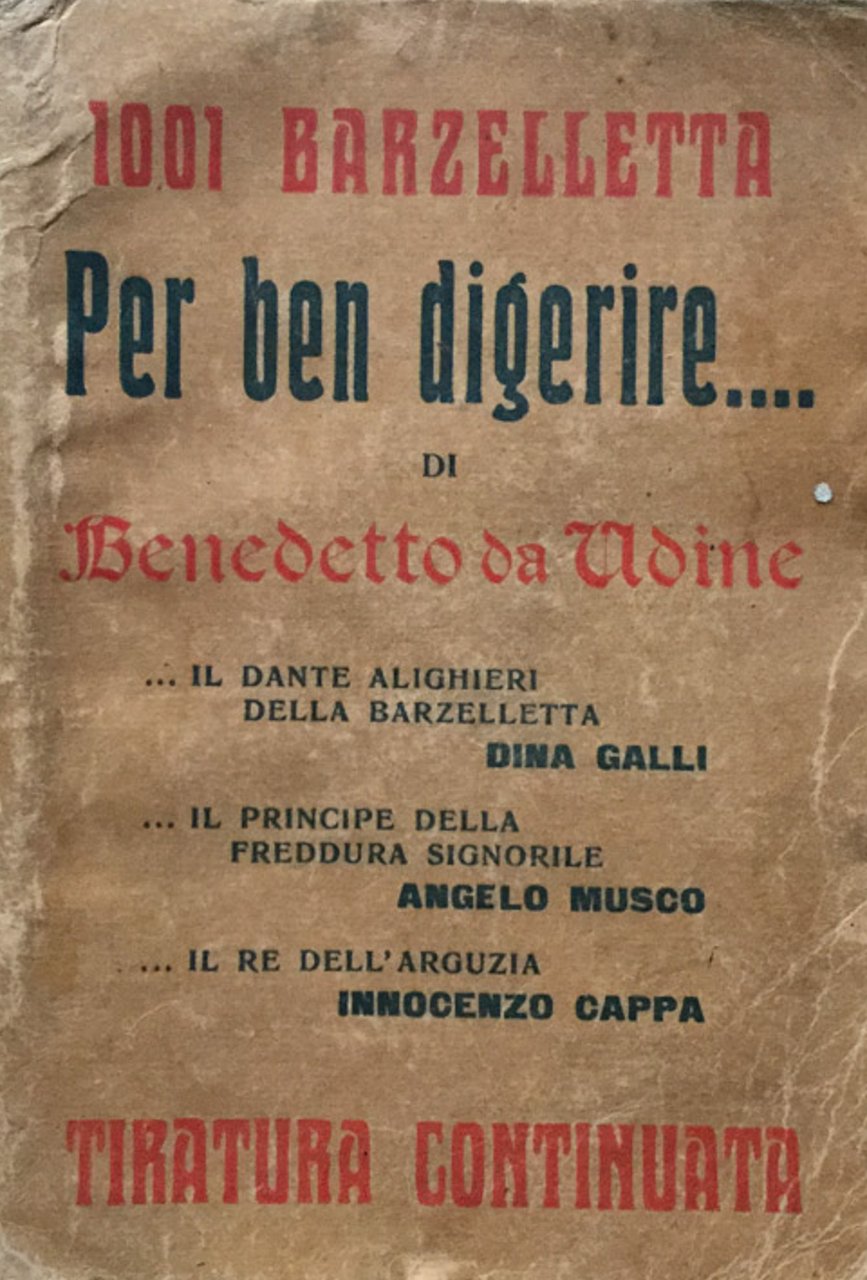 1001 BARZELLETTA
Per ben digerire....
DI
Benedetto da Udine
... IL DANTE ALIGHIERI
DELLA BARZELLETTA
DINA GALLI
... IL PRINCIPE DELLA
FREDDURA SIGNORILE
ANGELO MUSCO
... IL RE DELL'ARGUZIA
INNOCENZO CAPPA
TIRATURA CONTINUATA